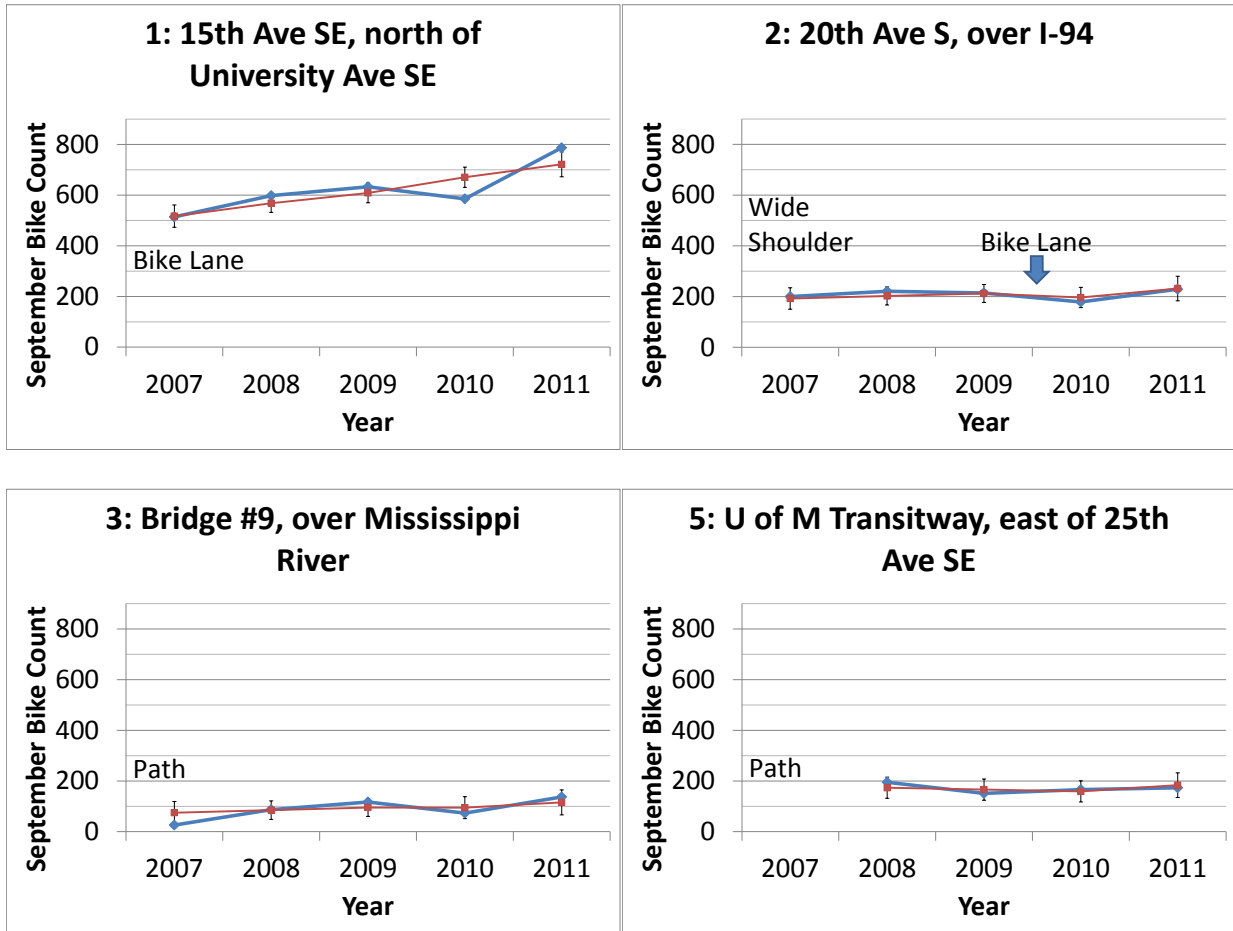 1: 15th Ave SE, north of
University Ave SE
September Bike Count
800
600
400
200
0
Bike Lane
2007 2008 2009 2010 2011
Year
2: 20th Ave S, over I-94
September Bike Count
800
600
400
200
0
Wide
Shoulder
Bike Lane
2007 2008 2009 2010 2011
Year
3: Bridge #9, over Mississippi
River
September Bike Count
800
600
400
200
0
Path
2007 2008 2009 2010 2011
Year
5: U of M Transitway, east of 25th
Ave SE
September Bike Count
800
600
400
200
0
Path
2007 2008 2009 2010 2011
Year